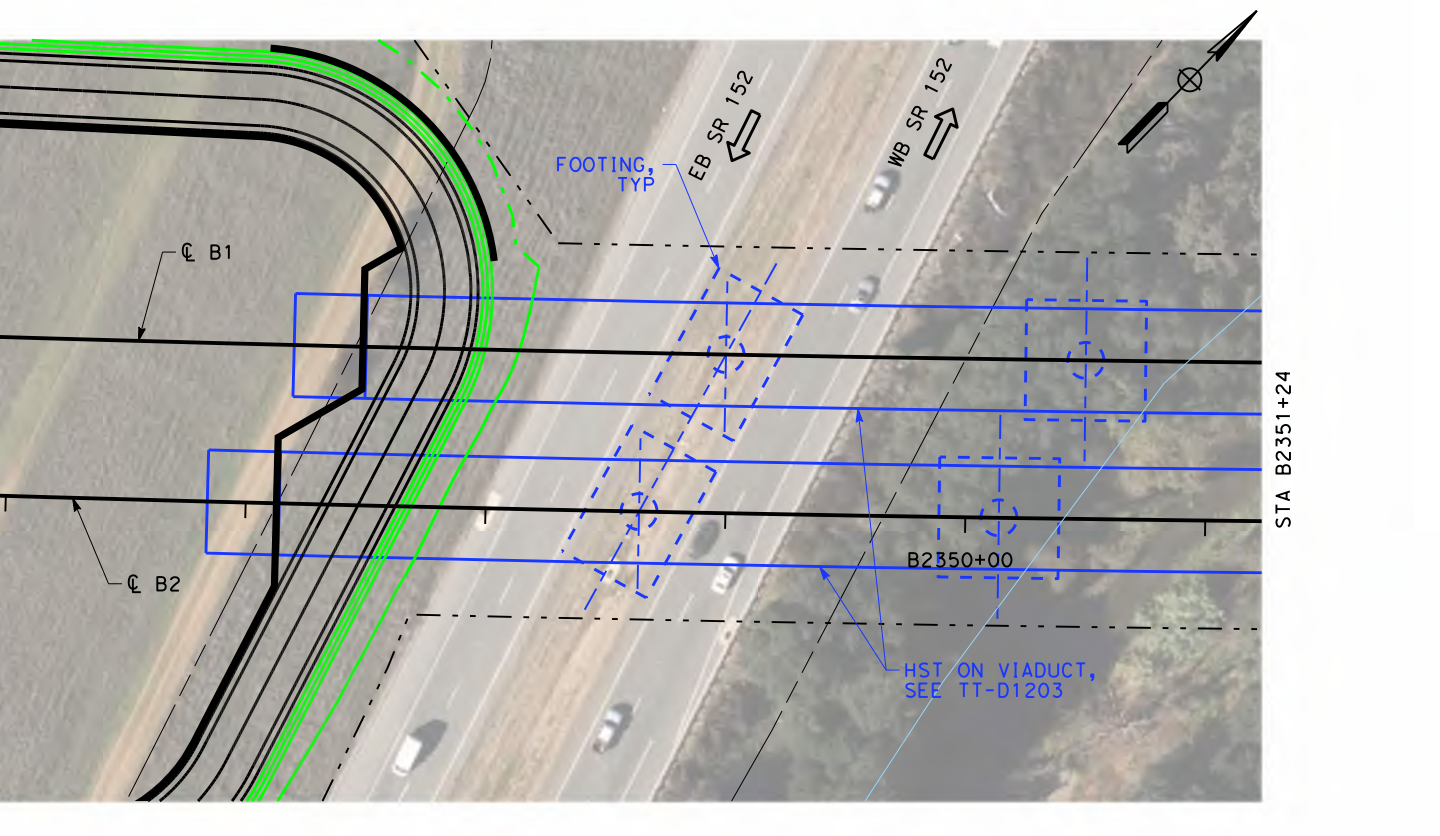 EB SR 152
WB SR 152
FOOTING,
TYP
℄ B1
STA B2351+24
B2350+00
℄ B2
HST ON VIADUCT,
SEE TT-D1203